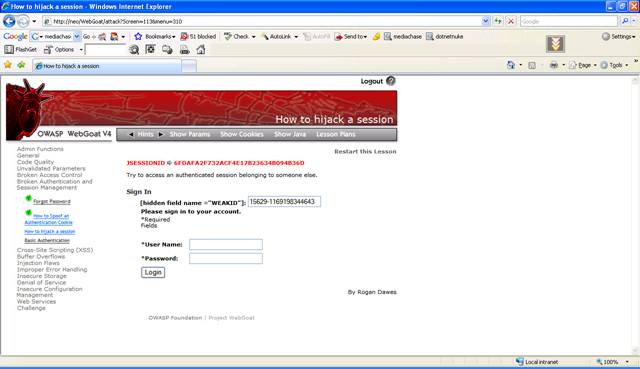 How to hijack a session - Windows Internet Explorer
http://neo/WebGoat/attack?Screen=113&menu=310
Google
Google mediachase Go Bookmarks 51 blocked Check AutoLink AutoFill Send to mediachase dotnetnuke Settings
FlashGet Options
How to hijack a session
Page Tools
Logout ?
How to hijack a session
OWASP WebGoat V4
Hints Show Params Show Cookies Show Java Lesson Plans
Restart this Lesson
Admin Functions
General
Code Quality
Unvalidated Parameters
Broken Access Control
Broken Authentication and
Session Management
Forgot Password
How to Spoof an
Authentication Cookie
How to hijack a session
Basic Authentication
Cross-Site Scripting (XSS)
Buffer Overflows
Injection Flaws
Improper Error Handling
Insecure Storage
Denial of Service
Insecure Configuration
Management
Web Services
Challenge
JSESSIONID 6FDAFA2F732ACF4E17B23634B094B36D
Try to access an authenticated session belonging to someone else.
Sign In
[hidden field name ="WEAKID"]: 15629-1169198344643
Please sign in to your account.
*Required
Fields
*User Name:
*Password:
Login
By Rogan Dawes
OWASP Foundation | Project WebGoat
Local intranet
100%